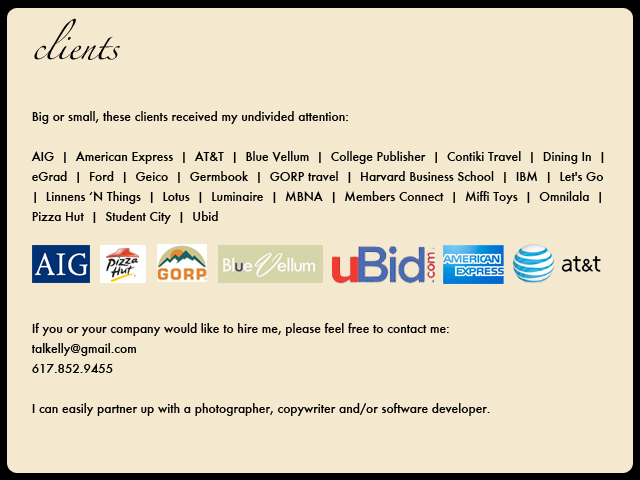 clients
Big or small, these clients received my undivided attention:
AIG | American Express | AT&T | Blue Vellum | College Publisher | Contiki Travel | Dining In |
eGrad | Ford | Geico | Germbook | GORP travel | Harvard Business School | IBM | Let's Go
| Linnens ‘N Things | Lotus | Luminaire | MBNA | Members Connect | Miffi Toys | Omnilala |
Pizza Hut | Student City | Ubid
AIG Pizza Hut GORP BlueVellum uBid.com AMERICAN EXPRESS at&t
If you or your company would like to hire me, please feel free to contact me:
talkelly@gmail.com
617.852.9455
I can easily partner up with a photographer, copywriter and/or software developer.